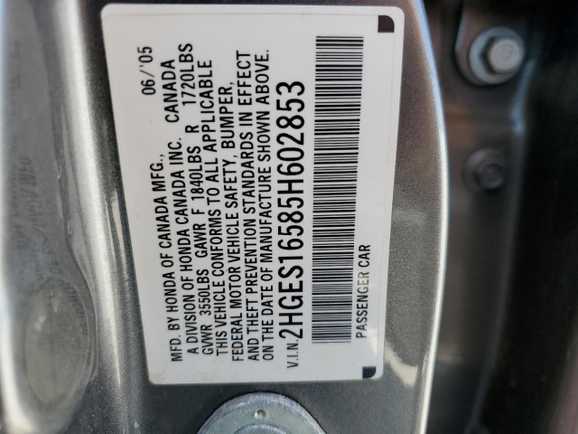 MFD. BY HONDA OF CANADA MFG., 06/'05
A DIVISION OF HONDA CANADA INC. CANADA
GVWR 3550LBS GAWR F 1840LBS R 1720LBS
THIS VEHICLE CONFORMS TO ALL APPLICABLE
FEDERAL MOTOR VEHICLE SAFETY, BUMPER,
AND THEFT PREVENTION STANDARDS IN EFFECT
ON THE DATE OF MANUFACTURE SHOWN ABOVE.
V.I.N. 2HGES16585H602853
PASSENGER CAR